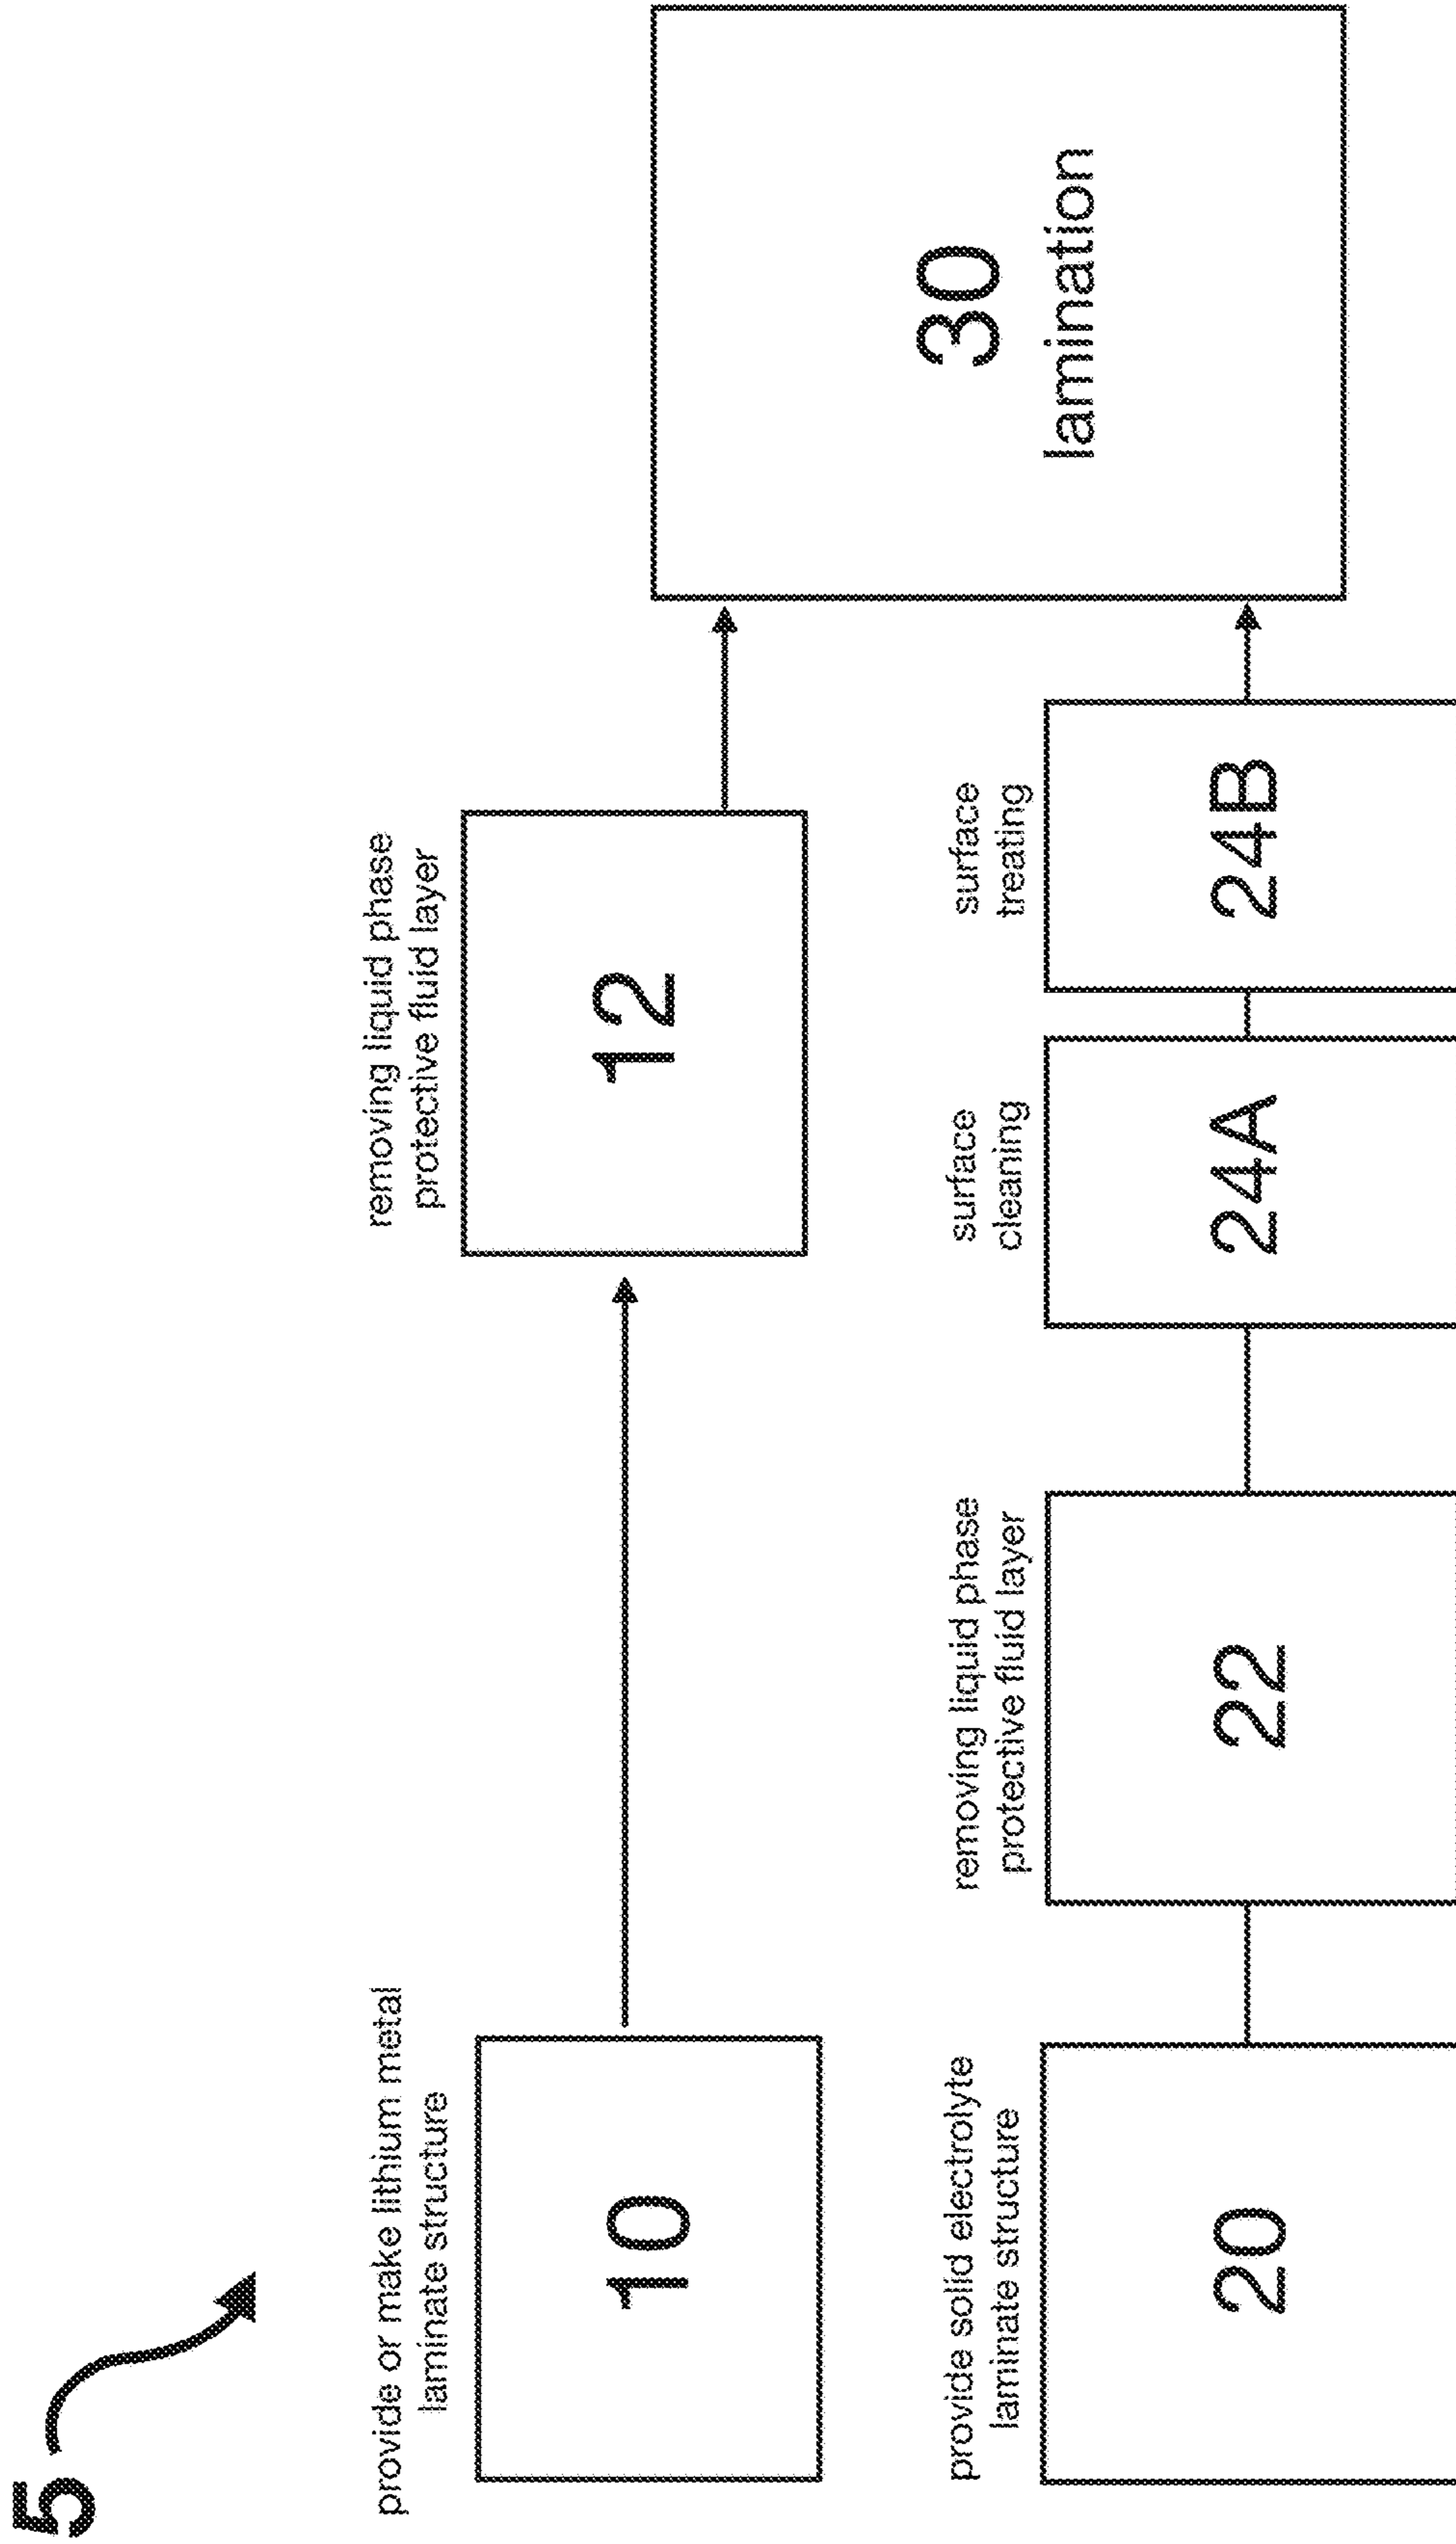 5
provide or make lithium metal
laminate structure
10
removing liquid phase
protective fluid layer
12
provide solid electrolyte
laminate structure
20
removing liquid phase
protective fluid layer
22
surface
cleaning
24A
surface
treating
24B
30
lamination